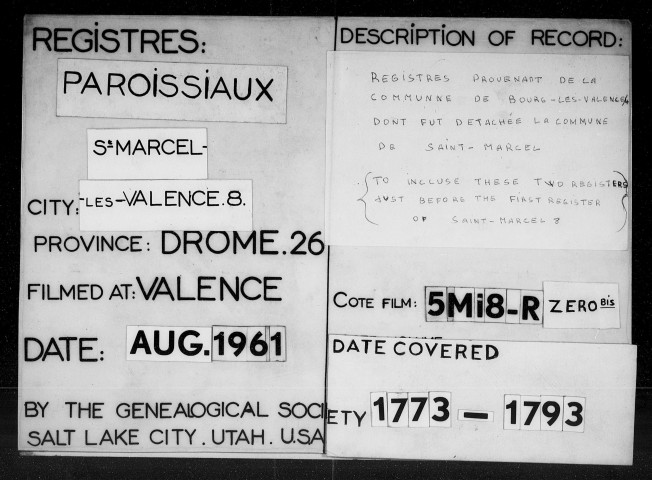 REGISTRES:
PAROISSIAUX
St MARCEL-
CITY: -LES-VALENCE.8.
PROVINCE: DROME.26
FILMED AT: VALENCE
DATE: AUG. 1961
DESCRIPTION OF RECORD:
REGISTRES PROVENANT DE LA
COMMUNNE DE BOURG-LES-VALENCE
DONT FUT DETACHÉE LA COMMUNE
DE SAINT-MARCEL
(TO INCLUSE THESE TWO REGISTERS)
JUST BEFORE THE FIRST REGISTER
OF SAINT-MARCEL 8
COTE FILM: 5Mi8-R ZERO Bis
DATE COVERED
1773 - 1793
BY THE GENEALOGICAL SOCIETY
SALT LAKE CITY. UTAH. U.S.A